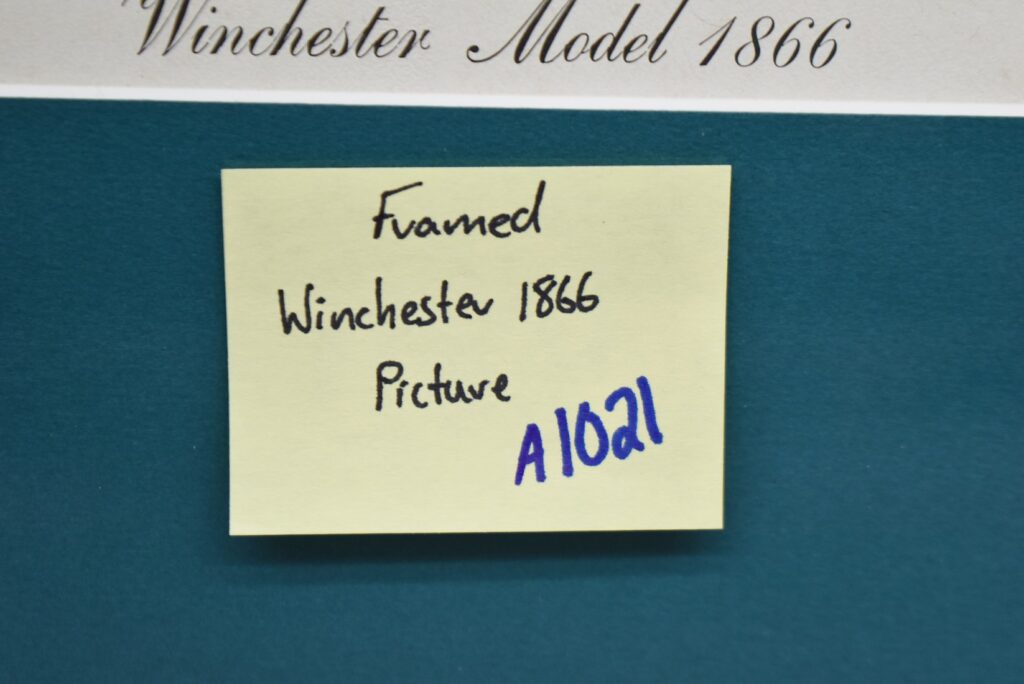 Winchester Model 1866
Framed
Winchester 1866
Picture
A1021